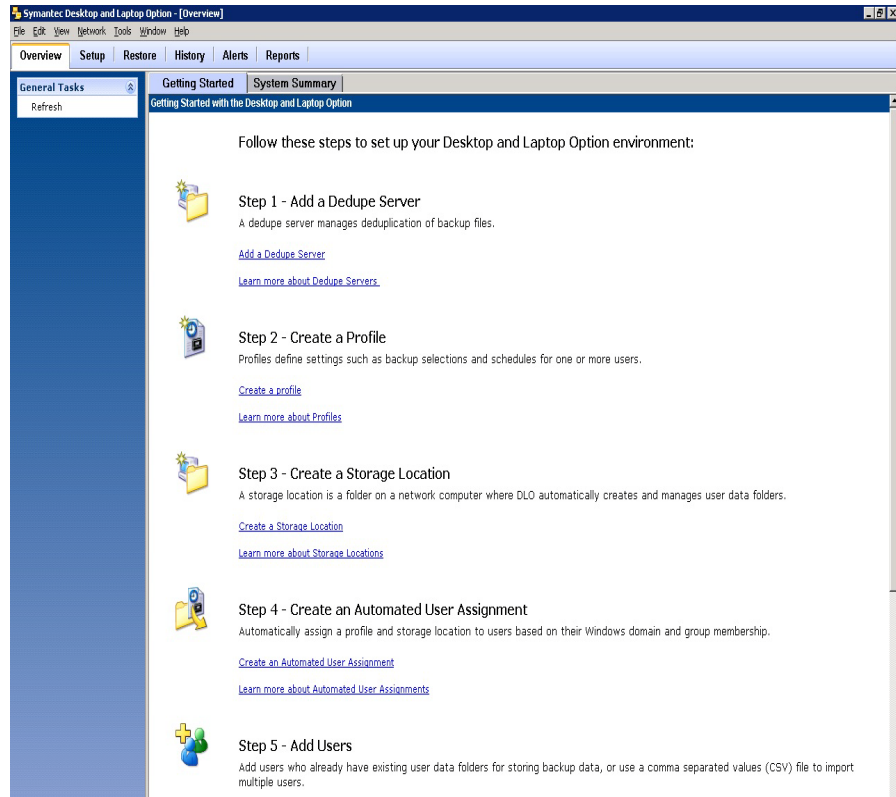 Symantec Desktop and Laptop Option - [Overview]
File Edit View Network Tools Window Help
Overview Setup Restore History Alerts Reports
General Tasks
Refresh
Getting Started System Summary
Getting Started with the Desktop and Laptop Option
Follow these steps to set up your Desktop and Laptop Option environment:
Step 1 - Add a Dedupe Server
A dedupe server manages deduplication of backup files.
Add a Dedupe Server
Learn more about Dedupe Servers
Step 2 - Create a Profile
Profiles define settings such as backup selections and schedules for one or more users.
Create a profile
Learn more about Profiles
Step 3 - Create a Storage Location
A storage location is a folder on a network computer where DLO automatically creates and manages user data folders.
Create a Storage Location
Learn more about Storage Locations
Step 4 - Create an Automated User Assignment
Automatically assign a profile and storage location to users based on their Windows domain and group membership.
Create an Automated User Assignment
Learn more about Automated User Assignments
Step 5 - Add Users
Add users who already have existing user data folders for storing backup data, or use a comma separated values (CSV) file to import
multiple users.